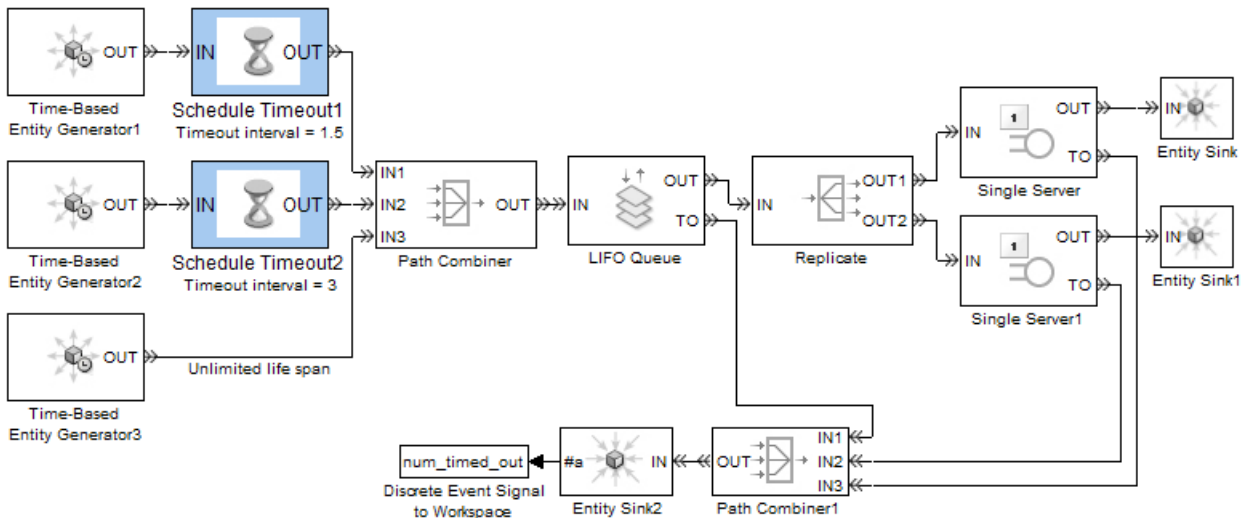 OUT
Time-Based
Entity Generator1
IN
OUT
Schedule Timeout1
Timeout interval = 1.5
OUT
Time-Based
Entity Generator2
IN
OUT
Schedule Timeout2
Timeout interval = 3
OUT
Time-Based
Entity Generator3
Unlimited life span
IN1
IN2
IN3
OUT
Path Combiner
IN
OUT
TO
LIFO Queue
IN
OUT1
OUT2
Replicate
IN
1
OUT
TO
Single Server
IN
Entity Sink
IN
1
OUT
TO
Single Server1
IN
Entity Sink1
num_timed_out
Discrete Event Signal
to Workspace
#a
IN
Entity Sink2
OUT
IN1
IN2
IN3
Path Combiner1